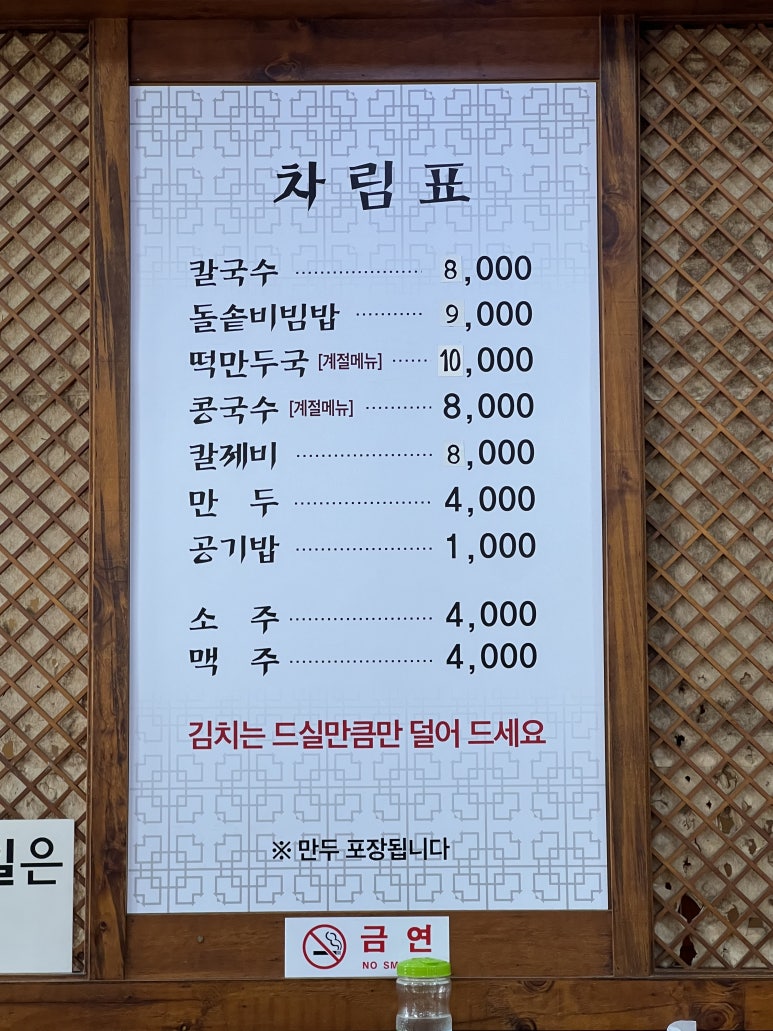 차림표
칼국수 8,000
돌솥비빔밥 9,000
떡만두국 [계절메뉴] 10,000
콩국수 [계절메뉴] 8,000
칼제비 8,000
만 두 4,000
공기밥 1,000
소 주 4,000
맥 주 4,000
김치는 드실만큼만 덜어 드세요
※ 만두 포장됩니다
은
금 연
NO